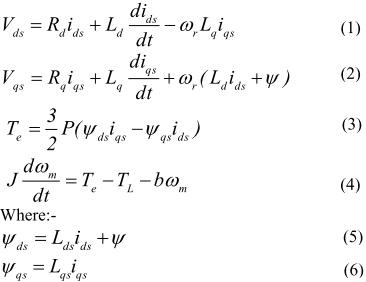 V_ds = R_d i_ds + L_d di_ds/dt − ω_r L_q i_qs (1)
V_qs = R_q i_qs + L_q di_qs/dt + ω_r ( L_d i_ds + ψ ) (2)
T_e = 3/2 P(ψ_ds i_qs − ψ_qs i_ds ) (3)
J dω_m/dt = T_e − T_L − bω_m (4)
Where:-
ψ_ds = L_ds i_ds + ψ (5)
ψ_qs = L_qs i_qs (6)